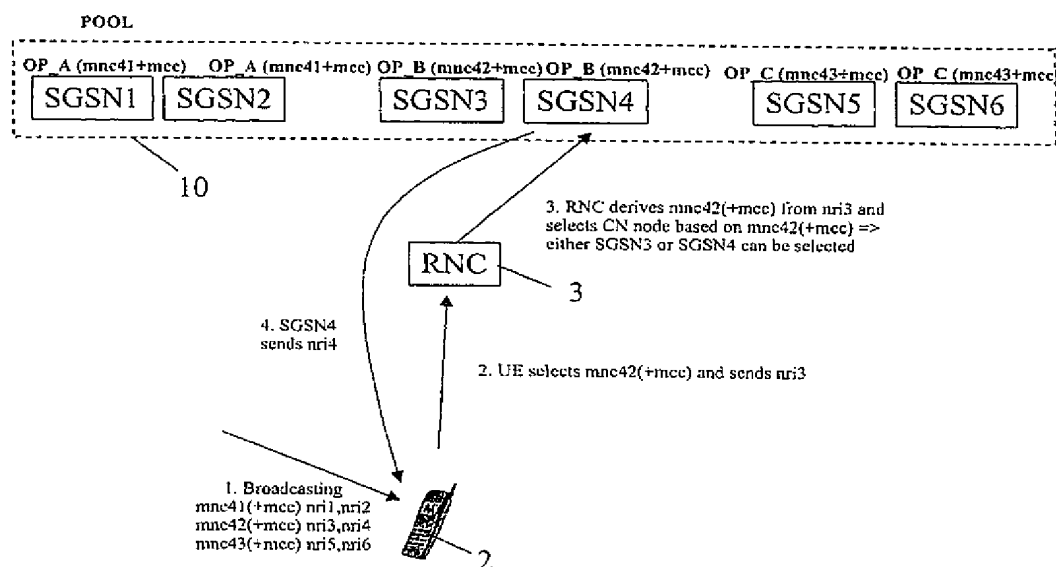 POOL
OP_A (mnc41+mcc) OP_A (mnc41+mcc) OP_B (mnc42+mcc) OP_B (mnc42+mcc) OP_C (mnc43+mcc) OP_C (mnc43+mcc)
SGSN1 SGSN2 SGSN3 SGSN4 SGSN5 SGSN6
10
3. RNC derives mnc42(+mcc) from nri3 and
selects CN node based on mnc42(+mcc) =>
either SGSN3 or SGSN4 can be selected
RNC
3
4. SGSN4
sends nri4
2. UE selects mnc42(+mcc) and sends nri3
1. Broadcasting
mnc41(+mcc) nri1,nri2
mnc42(+mcc) nri3,nri4
mnc43(+mcc) nri5,nri6
2